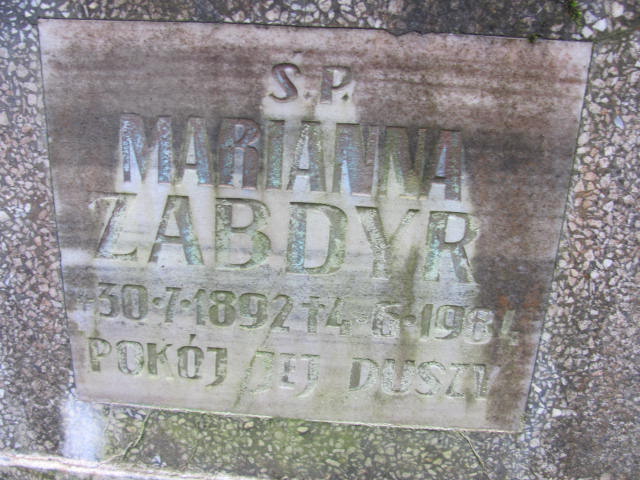 Ś.P.
MARIANNA
ZABDYR
*30·7·1892 †4·6·1984
POKÓJ JEJ DUSZY